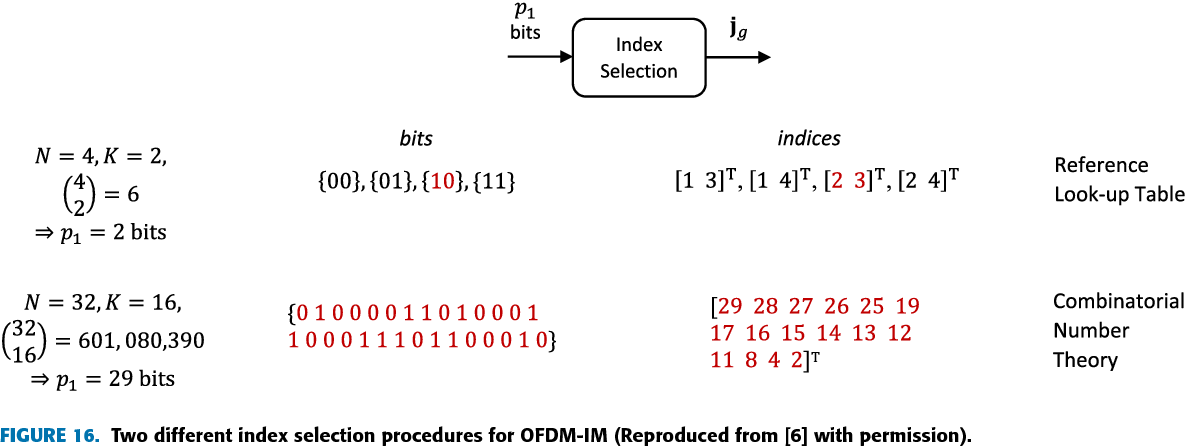 p₁
bits
Index
Selection
𝐣g
bits
indices
N = 4, K = 2,
(4 2) = 6
⇒ p₁ = 2 bits
{00}, {01}, {10}, {11}
[1 3]ᵀ, [1 4]ᵀ, [2 3]ᵀ, [2 4]ᵀ
Reference
Look-up Table
N = 32, K = 16,
(32 16) = 601, 080,390
⇒ p₁ = 29 bits
{0 1 0 0 0 0 1 1 0 1 0 0 0 1
1 0 0 0 1 1 1 0 1 1 0 0 0 1 0}
[29 28 27 26 25 19
17 16 15 14 13 12
11 8 4 2]ᵀ
Combinatorial
Number
Theory
FIGURE 16. Two different index selection procedures for OFDM-IM (Reproduced from [6] with permission).